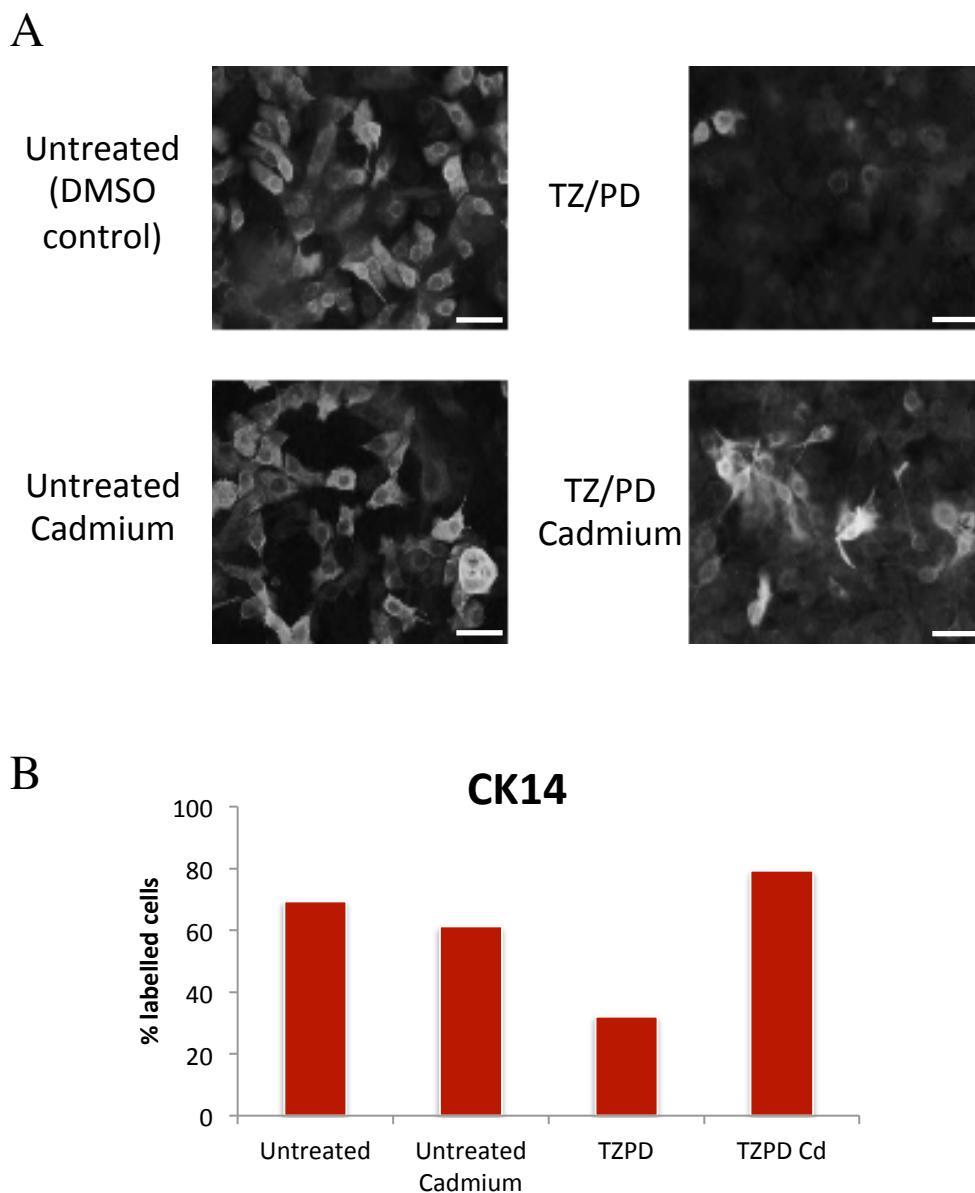 A
Untreated
(DMSO
control)
TZ/PD
Untreated
Cadmium
TZ/PD
Cadmium
B
CK14
% labelled cells
100
80
60
40
20
0
Untreated
Untreated
Cadmium
TZPD
TZPD Cd